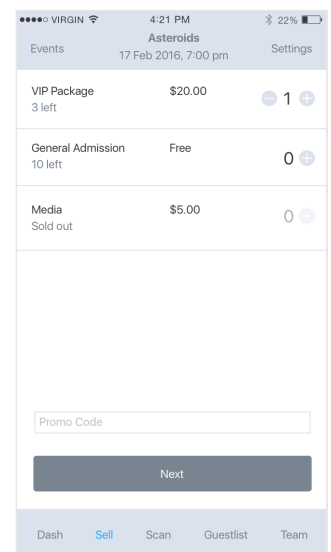 VIRGIN 4:21 PM 22%
Events Asteroids Settings
17 Feb 2016, 7:00 pm
VIP Package $20.00 1
3 left
General Admission Free 0
10 left
Media $5.00 0
Sold out
Promo Code
Next
Dash Sell Scan Guestlist Team